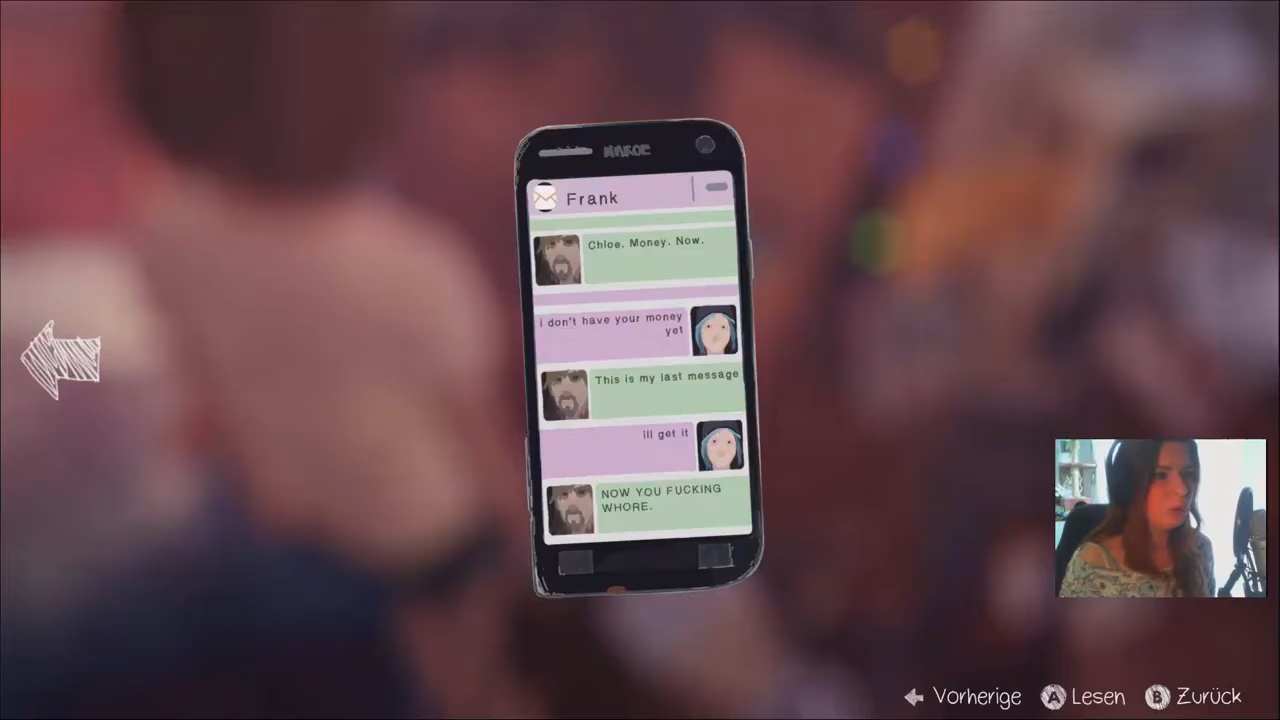 Frank
Chloe. Money. Now.
i don't have your money
yet
This is my last message
ill get it
NOW YOU FUCKING
WHORE.
Vorherige
A Lesen
B Zurück